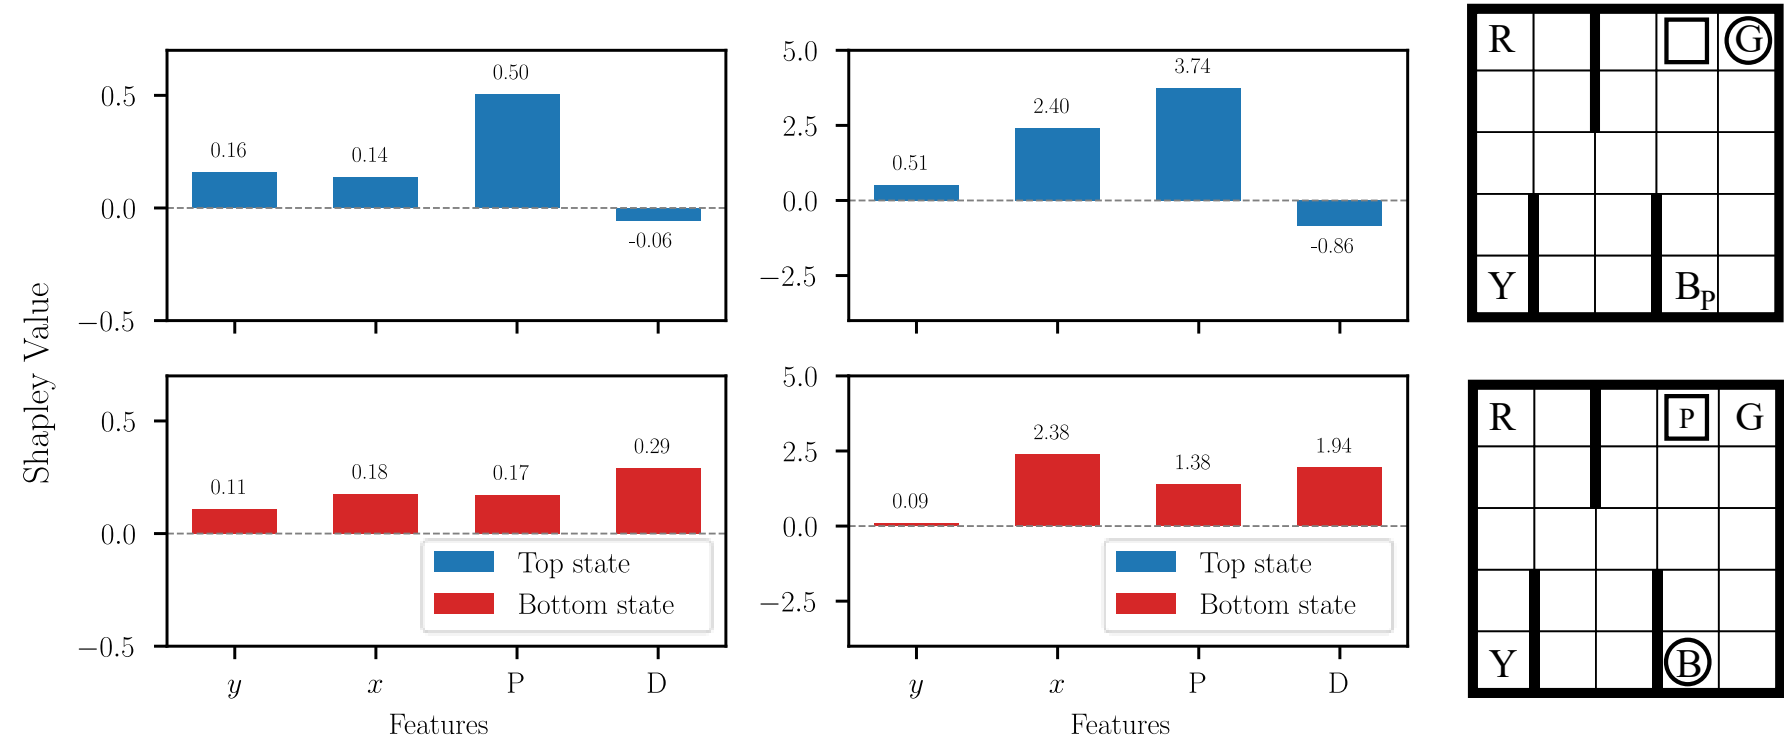 Shapley Value
0.5
0.0
−0.5
0.16
0.14
0.50
-0.06
5.0
2.5
0.0
−2.5
0.51
2.40
3.74
-0.86
R
G
Y
B P
0.5
0.0
−0.5
0.11
0.18
0.17
0.29
Top state
Bottom state
y x P D
Features
5.0
2.5
0.0
−2.5
0.09
2.38
1.38
1.94
Top state
Bottom state
y x P D
Features
R P G
Y B